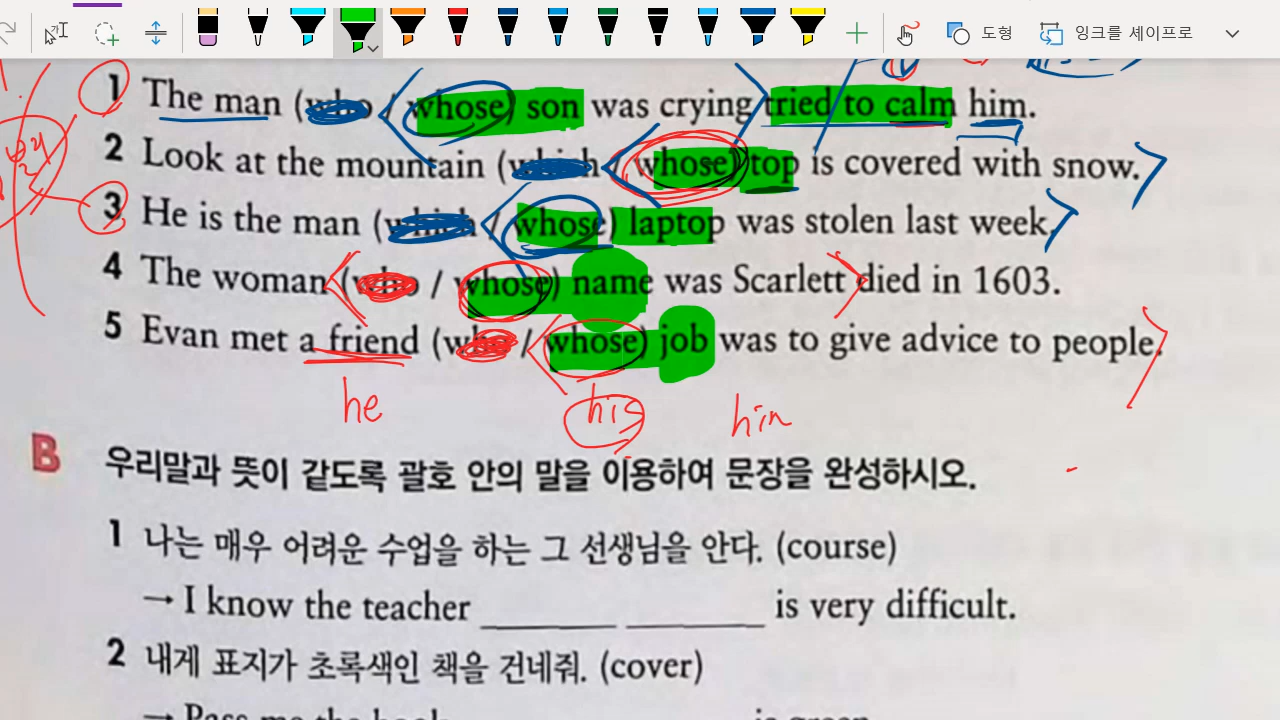 도형 잉크를 셰이프로
1 The man (who / whose) son was crying tried to calm him.
2 Look at the mountain (which / whose) top is covered with snow.
3 He is the man (which / whose) laptop was stolen last week.
4 The woman (who / whose) name was Scarlett died in 1603.
5 Evan met a friend (who / whose) job was to give advice to people.
he his him
B 우리말과 뜻이 같도록 괄호 안의 말을 이용하여 문장을 완성하시오.
1 나는 매우 어려운 수업을 하는 그 선생님을 안다. (course)
→ I know the teacher ________ ________ is very difficult.
2 내게 표지가 초록색인 책을 건네줘. (cover)
→ Pass me the book ________ is green